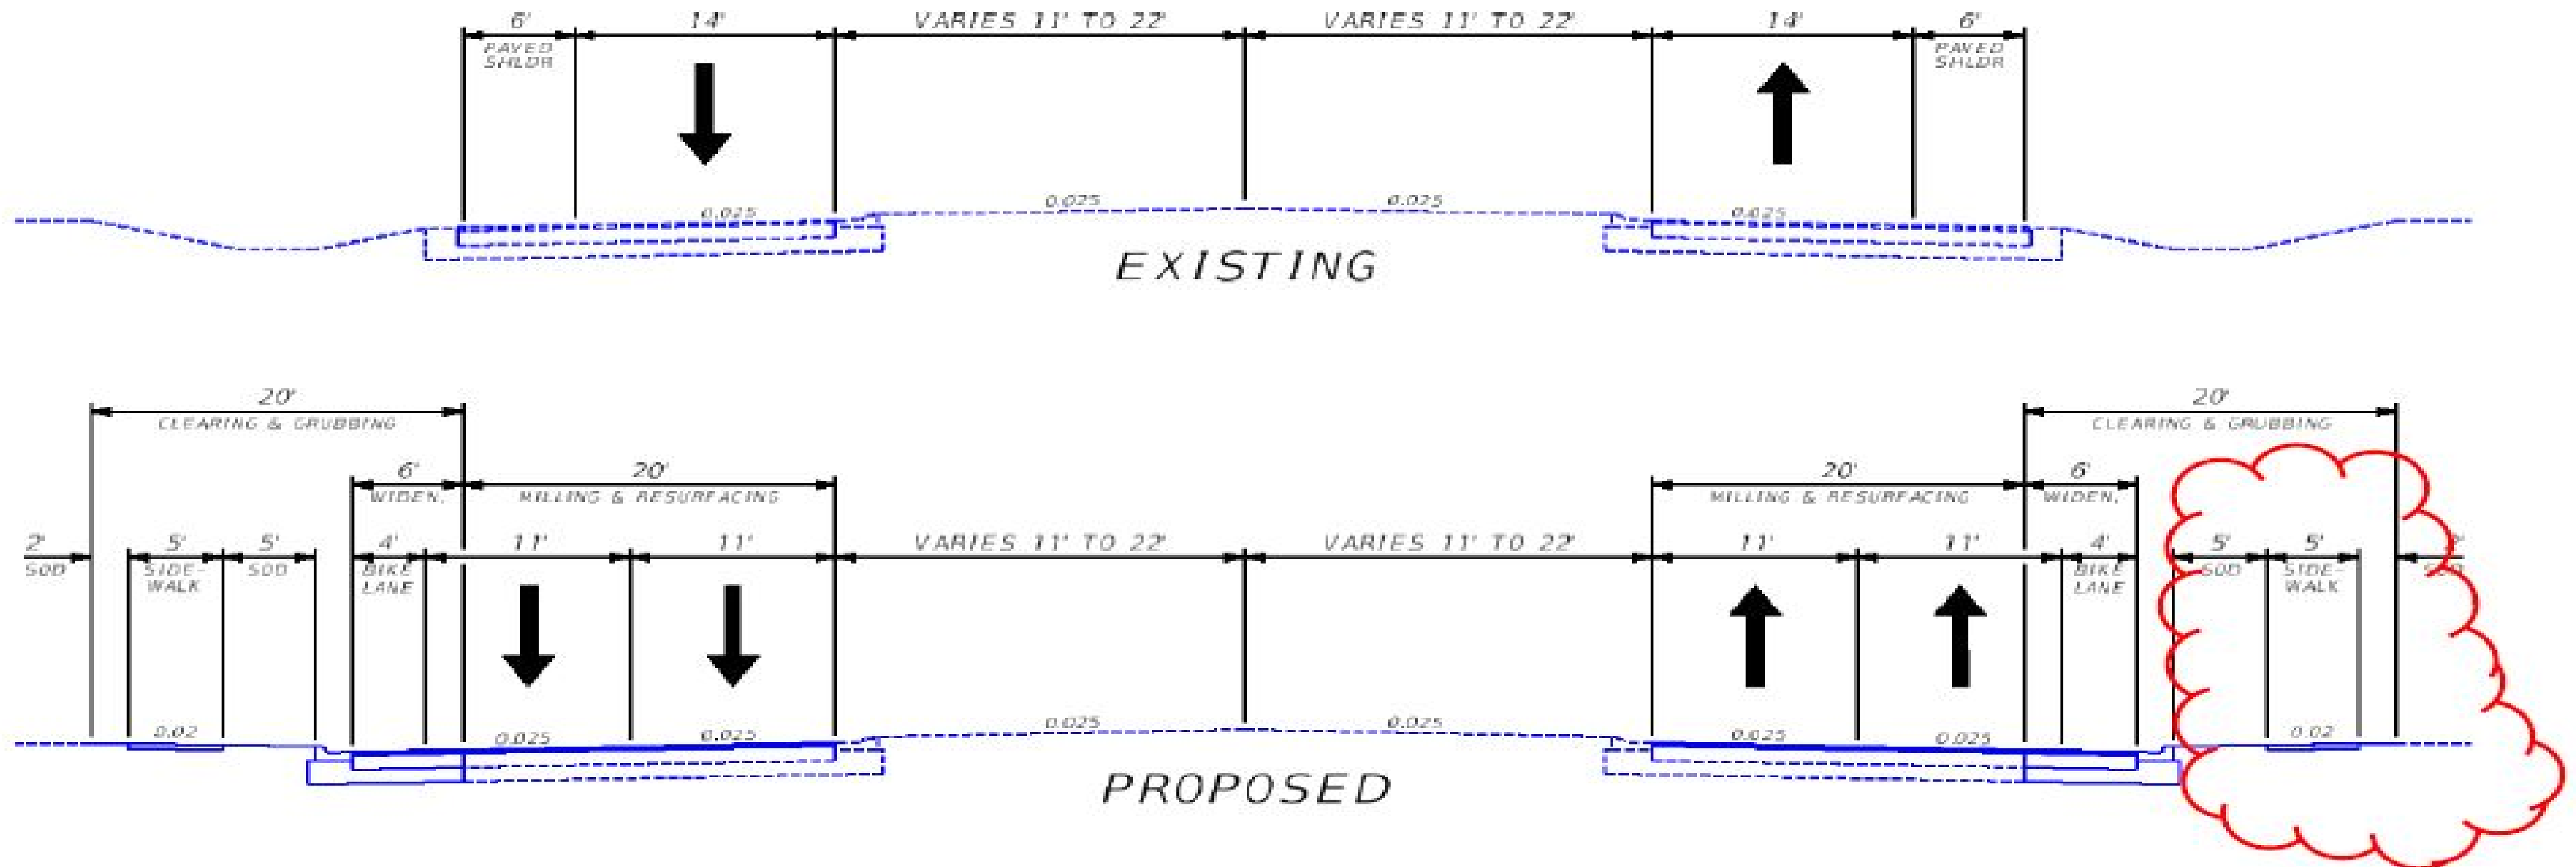 6' 14' VARIES 11' TO 22' VARIES 11' TO 22' 14' 6'
PAVED SHLDR PAVED SHLDR
0.025 0.025 0.025 0.025
EXISTING
20' 20'
CLEARING & GRUBBING CLEARING & GRUBBING
6' 20' 20' 6'
WIDEN. MILLING & RESURFACING MILLING & RESURFACING WIDEN.
2' 5' 5' 4' 11' 11' VARIES 11' TO 22' VARIES 11' TO 22' 11' 11' 4' 5' 5'
SOD SIDE- SOD BIKE BIKE SOD SIDE-
WALK LANE LANE WALK
0.02 0.025 0.025 0.025 0.025 0.025 0.025 0.02
PROPOSED